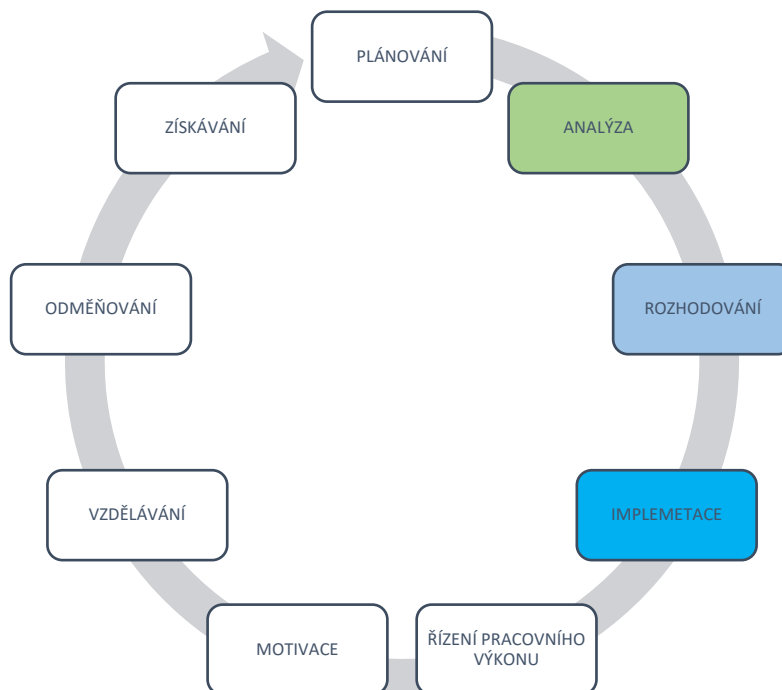 PLÁNOVÁNÍ
ANALÝZA
ROZHODOVÁNÍ
IMPLEMETACE
ŘÍZENÍ PRACOVNÍHO
VÝKONU
MOTIVACE
VZDĚLÁVÁNÍ
ODMĚŇOVÁNÍ
ZÍSKÁVÁNÍ